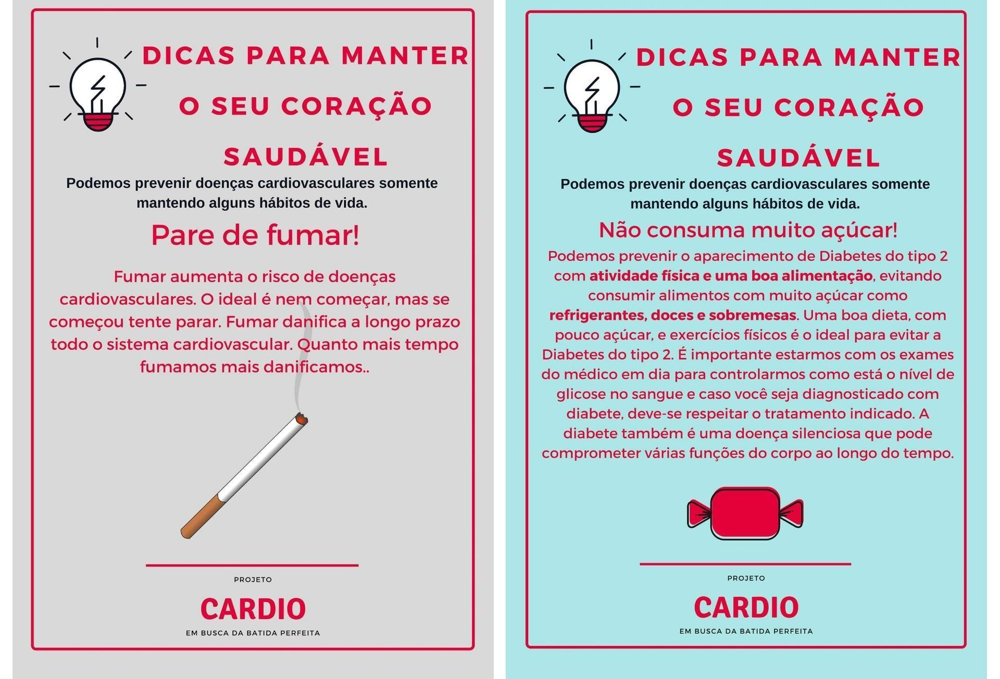 DICAS PARA MANTER
O SEU CORAÇÃO
SAUDÁVEL
Podemos prevenir doenças cardiovasculares somente
mantendo alguns hábitos de vida.
Pare de fumar!
Fumar aumenta o risco de doenças
cardiovasculares. O ideal é nem começar, mas se
começou tente parar. Fumar danifica a longo prazo
todo o sistema cardiovascular. Quanto mais tempo
fumamos mais danificamos..
PROJETO
CARDIO
EM BUSCA DA BATIDA PERFEITA
DICAS PARA MANTER
O SEU CORAÇÃO
SAUDÁVEL
Podemos prevenir doenças cardiovasculares somente
mantendo alguns hábitos de vida.
Não consuma muito açúcar!
Podemos prevenir o aparecimento de Diabetes do tipo 2
com atividade física e uma boa alimentação, evitando
consumir alimentos com muito açúcar como
refrigerantes, doces e sobremesas. Uma boa dieta, com
pouco açúcar, e exercícios físicos é o ideal para evitar a
Diabetes do tipo 2. É importante estarmos com os exames
do médico em dia para controlarmos como está o nível de
glicose no sangue e caso você seja diagnosticado com
diabete, deve-se respeitar o tratamento indicado. A
diabete também é uma doença silenciosa que pode
comprometer várias funções do corpo ao longo do tempo.
PROJETO
CARDIO
EM BUSCA DA BATIDA PERFEITA